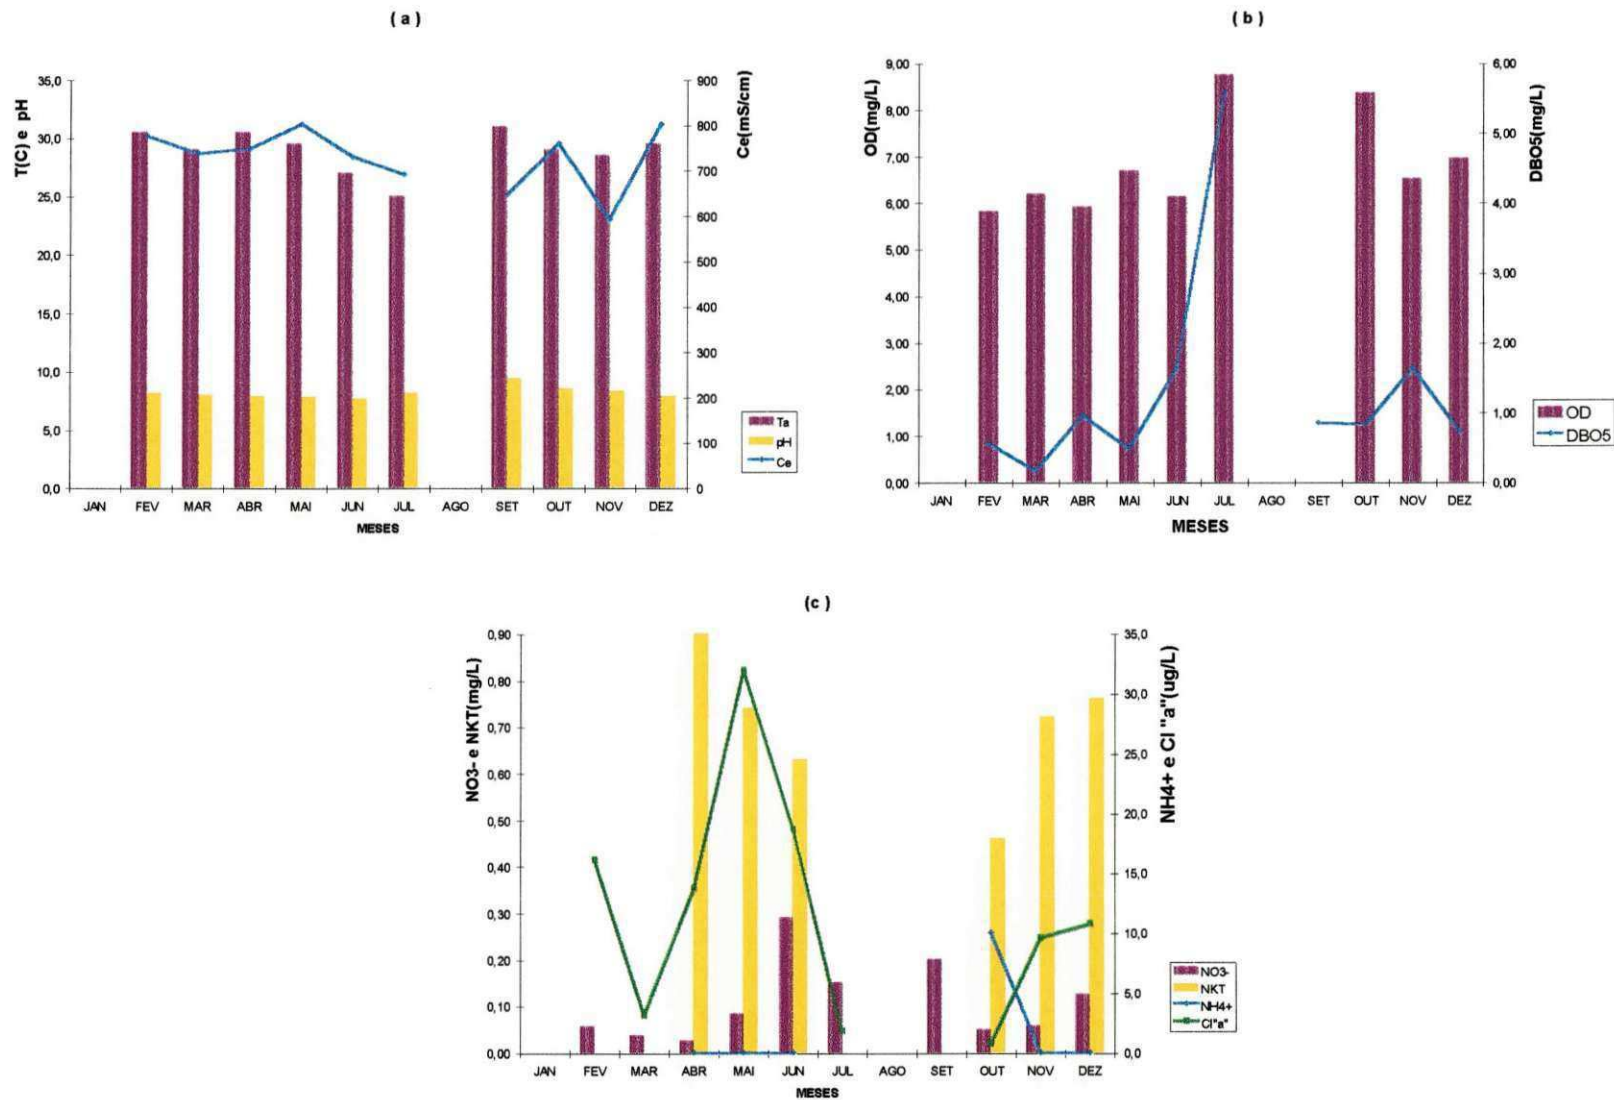 ( a )
T(C) e pH
35,0
30,0
25,0
20,0
15,0
10,0
5,0
0,0
Ce(mS/cm)
900
800
700
600
500
400
300
200
100
0
JAN FEV MAR ABR MAI JUN JUL AGO SET OUT NOV DEZ
MESES
Ta
pH
Ce
( b )
OD(mg/L)
9,00
8,00
7,00
6,00
5,00
4,00
3,00
2,00
1,00
0,00
DBO5(mg/L)
6,00
5,00
4,00
3,00
2,00
1,00
0,00
JAN FEV MAR ABR MAI JUN JUL AGO SET OUT NOV DEZ
MESES
OD
DBO5
(c )
NO3- e NKT(mg/L)
0,90
0,80
0,70
0,60
0,50
0,40
0,30
0,20
0,10
0,00
NH4+ e Cl "a"(ug/L)
35,0
30,0
25,0
20,0
15,0
10,0
5,0
0,0
JAN FEV MAR ABR MAI JUN JUL AGO SET OUT NOV DEZ
MESES
NO3-
NKT
NH4+
Cl"a"